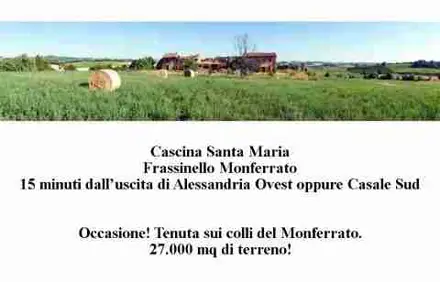 Cascina Santa Maria
Frassinello Monferrato
15 minuti dall'uscita di Alessandria Ovest oppure Casale Sud
Occasione! Tenuta sui colli del Monferrato.
27.000 mq di terreno!